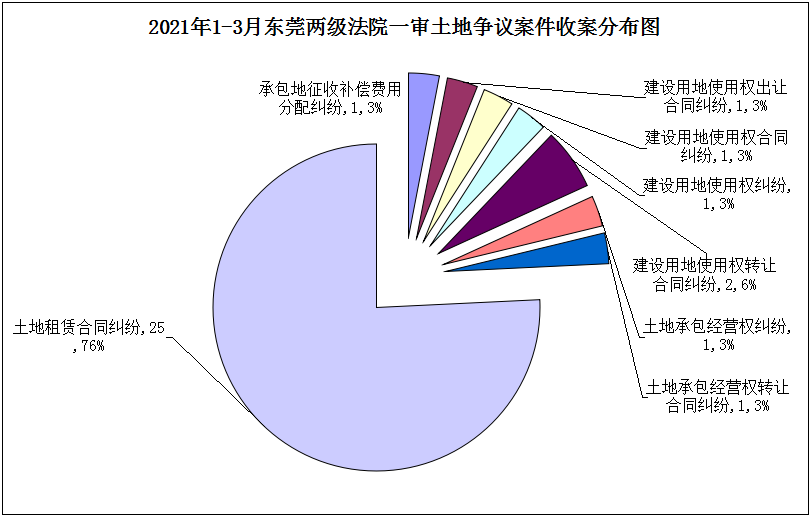 2021年1-3月东莞两级法院一审土地争议案件收案分布图
承包地征收补偿费用
分配纠纷,1,3%
建设用地使用权出让
合同纠纷,1,3%
建设用地使用权合同
纠纷,1,3%
建设用地使用权纠纷,
1,3%
建设用地使用权转让
合同纠纷,2,6%
土地承包经营权纠纷,
1,3%
土地承包经营权转让
合同纠纷,1,3%
土地租赁合同纠纷,25
,76%